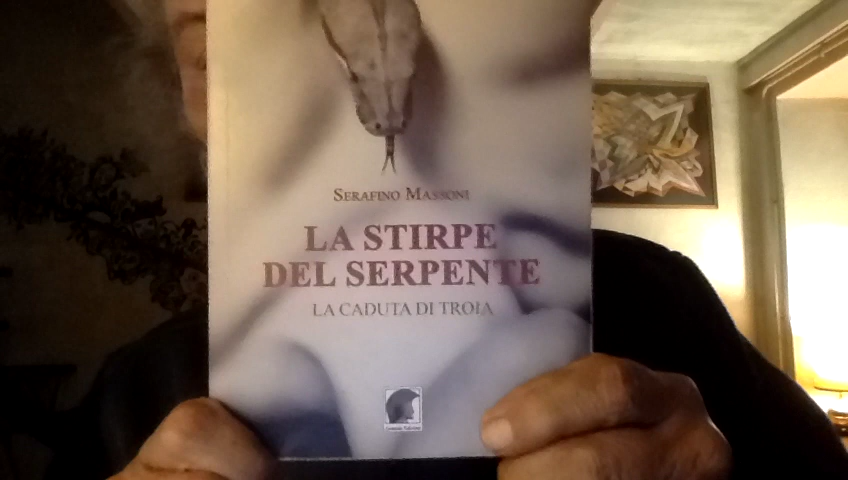 SERAFINO MASSONI
LA STIRPE
DEL SERPENTE
LA CADUTA DI TROIA